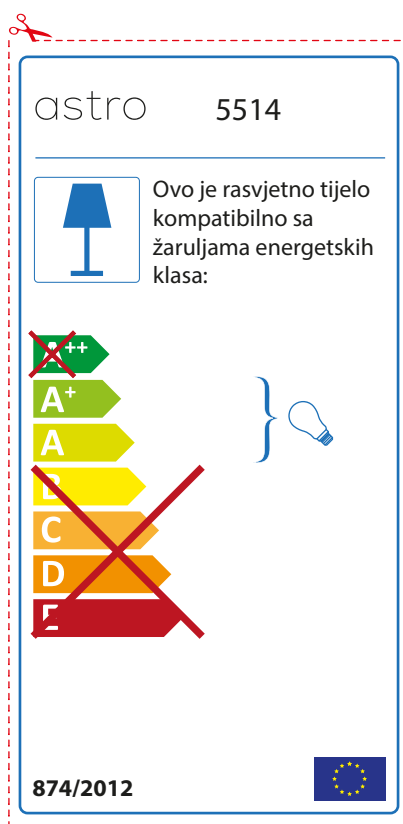 astro 5514
Ovo je rasvjetno tijelo
kompatibilno sa
žaruljama energetskih
klasa:
A++
A+
A
B
C
D
E
874/2012